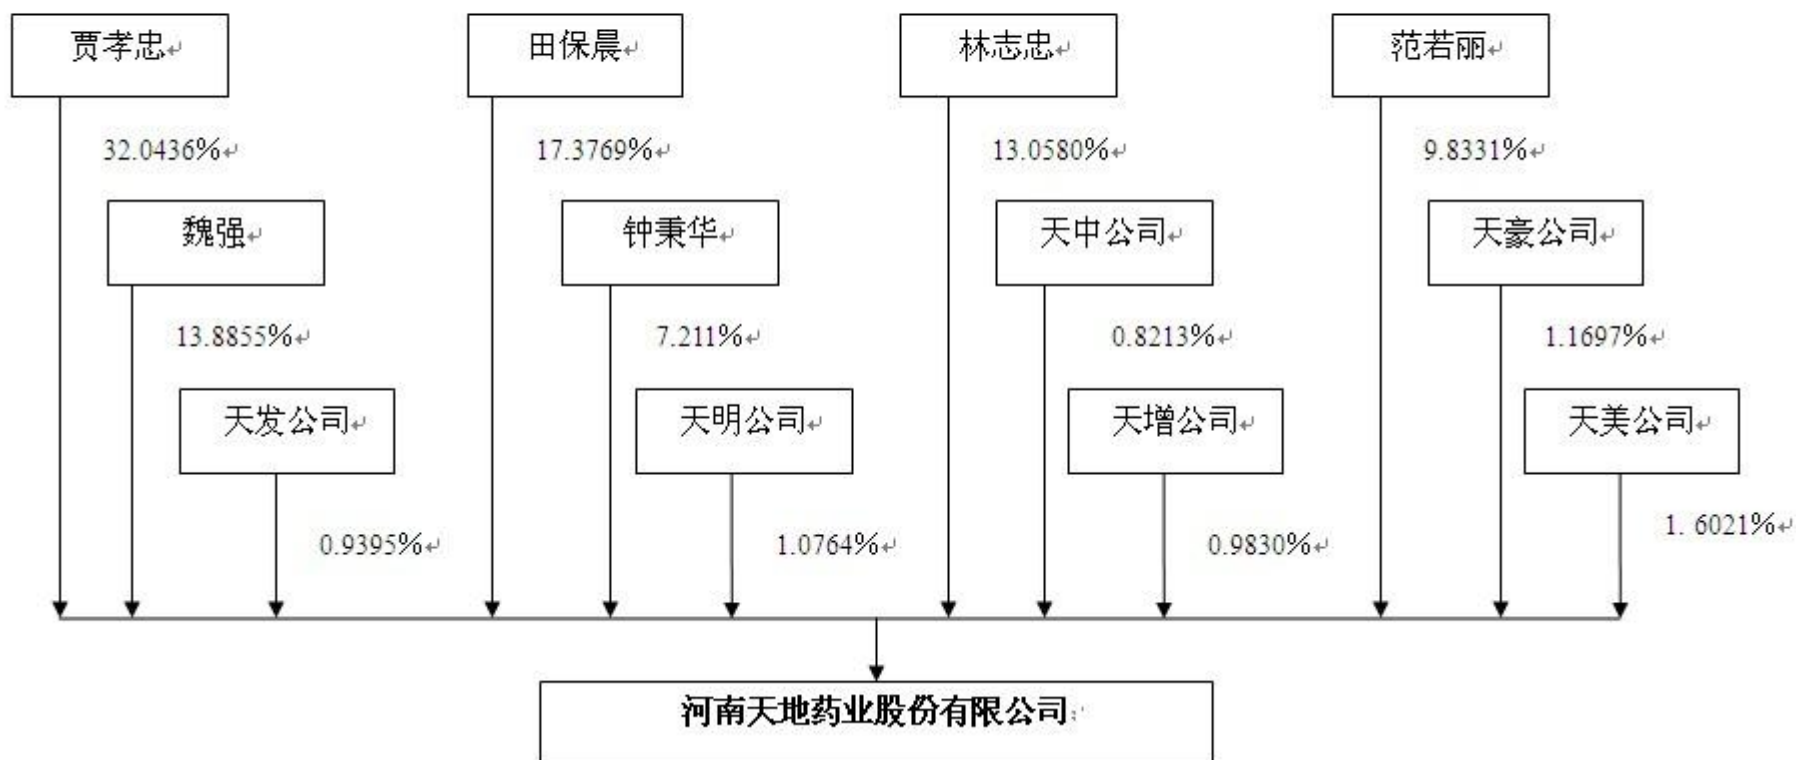 贾孝忠
田保晨
林志忠
范若丽
32.0436%
17.3769%
13.0580%
9.8331%
魏强
钟秉华
天中公司
天豪公司
13.8855%
7.211%
0.8213%
1.1697%
天发公司
天明公司
天增公司
天美公司
0.9395%
1.0764%
0.9830%
1. 6021%
河南天地药业股份有限公司